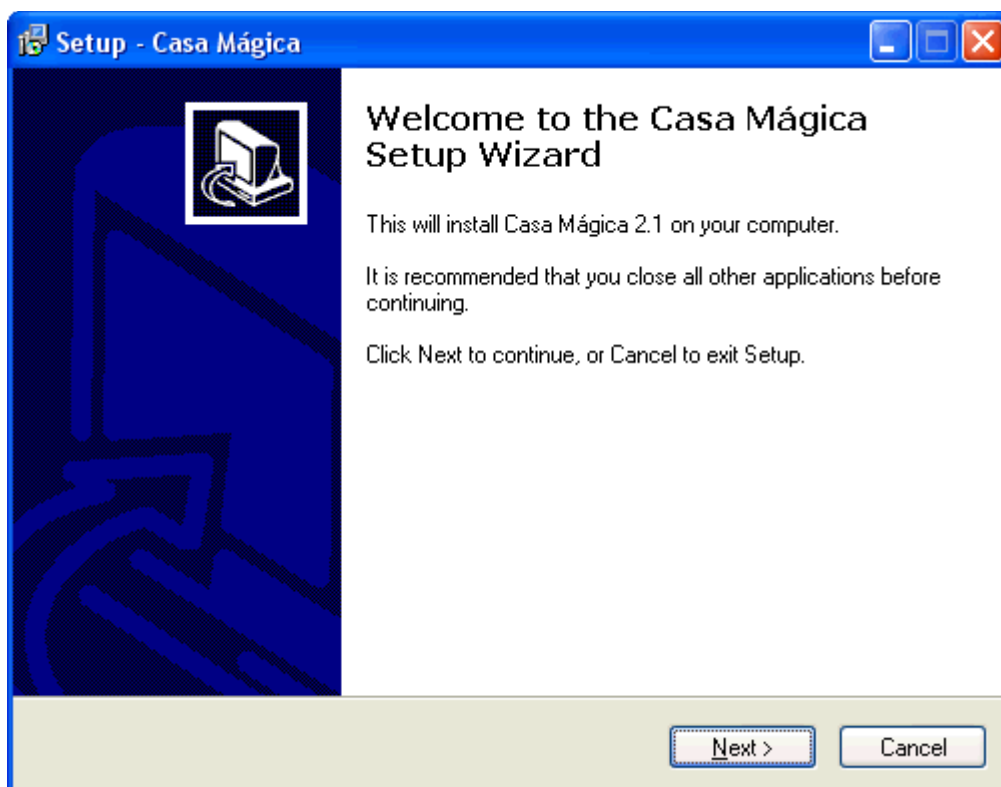 Setup - Casa Mágica
Welcome to the Casa Mágica
Setup Wizard
This will install Casa Mágica 2.1 on your computer.
It is recommended that you close all other applications before
continuing.
Click Next to continue, or Cancel to exit Setup.
Next >
Cancel